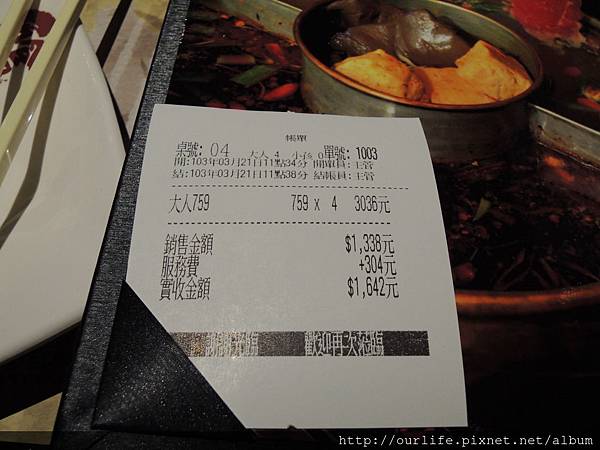 帳單
桌號: 04 大人 4 小孩 0 單號: 1003
開:103年03月21日11點34分 開單員:主管
結:103年03月21日11點38分 結帳員:主管
大人759 759 x 4 3036元
銷售金額 $1,338元
服務費 +304元
實收金額 $1,642元
歡迎再次蒞臨
http://ourlife.pixnet.net/album